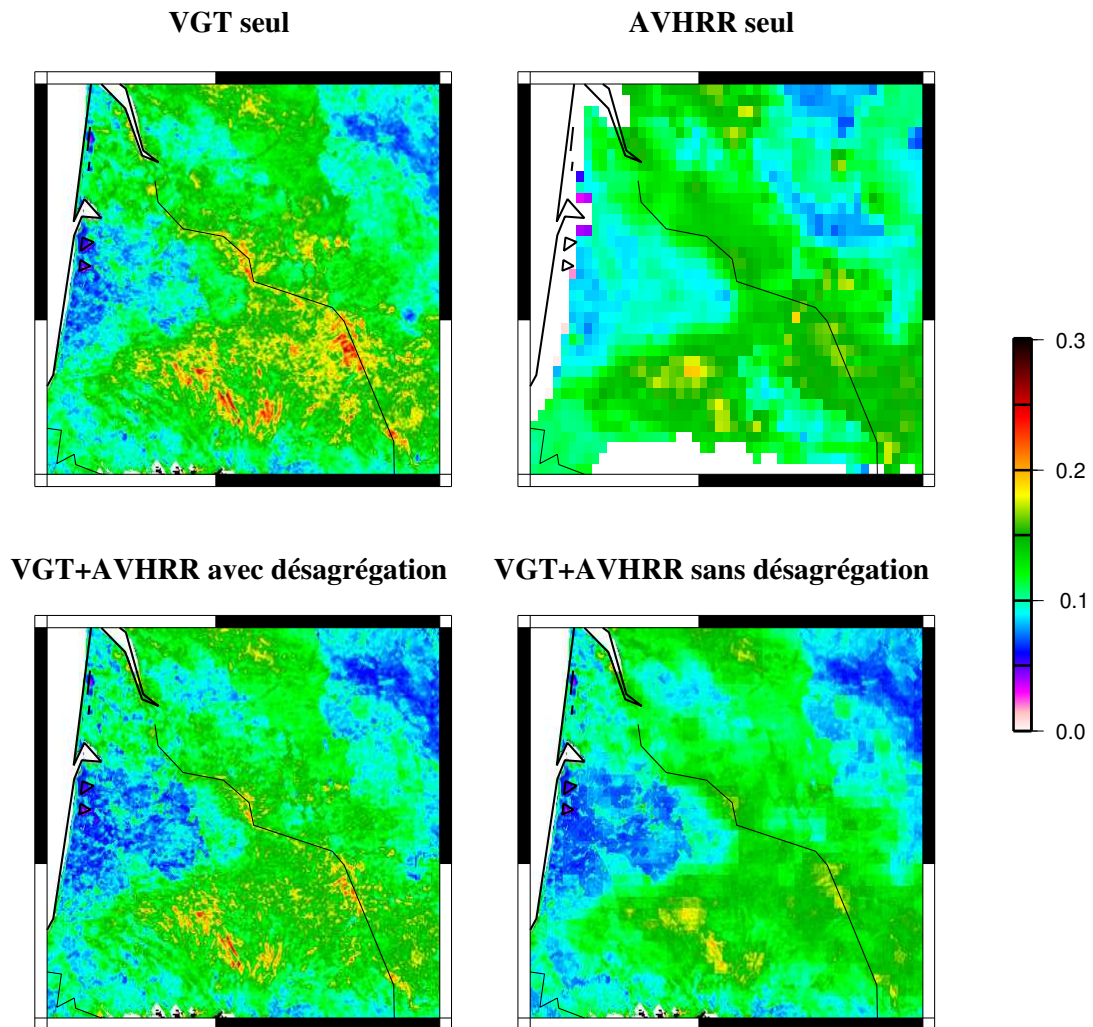 VGT seul
AVHRR seul
VGT+AVHRR avec désagrégation
VGT+AVHRR sans désagrégation
0.3
0.2
0.1
0.0